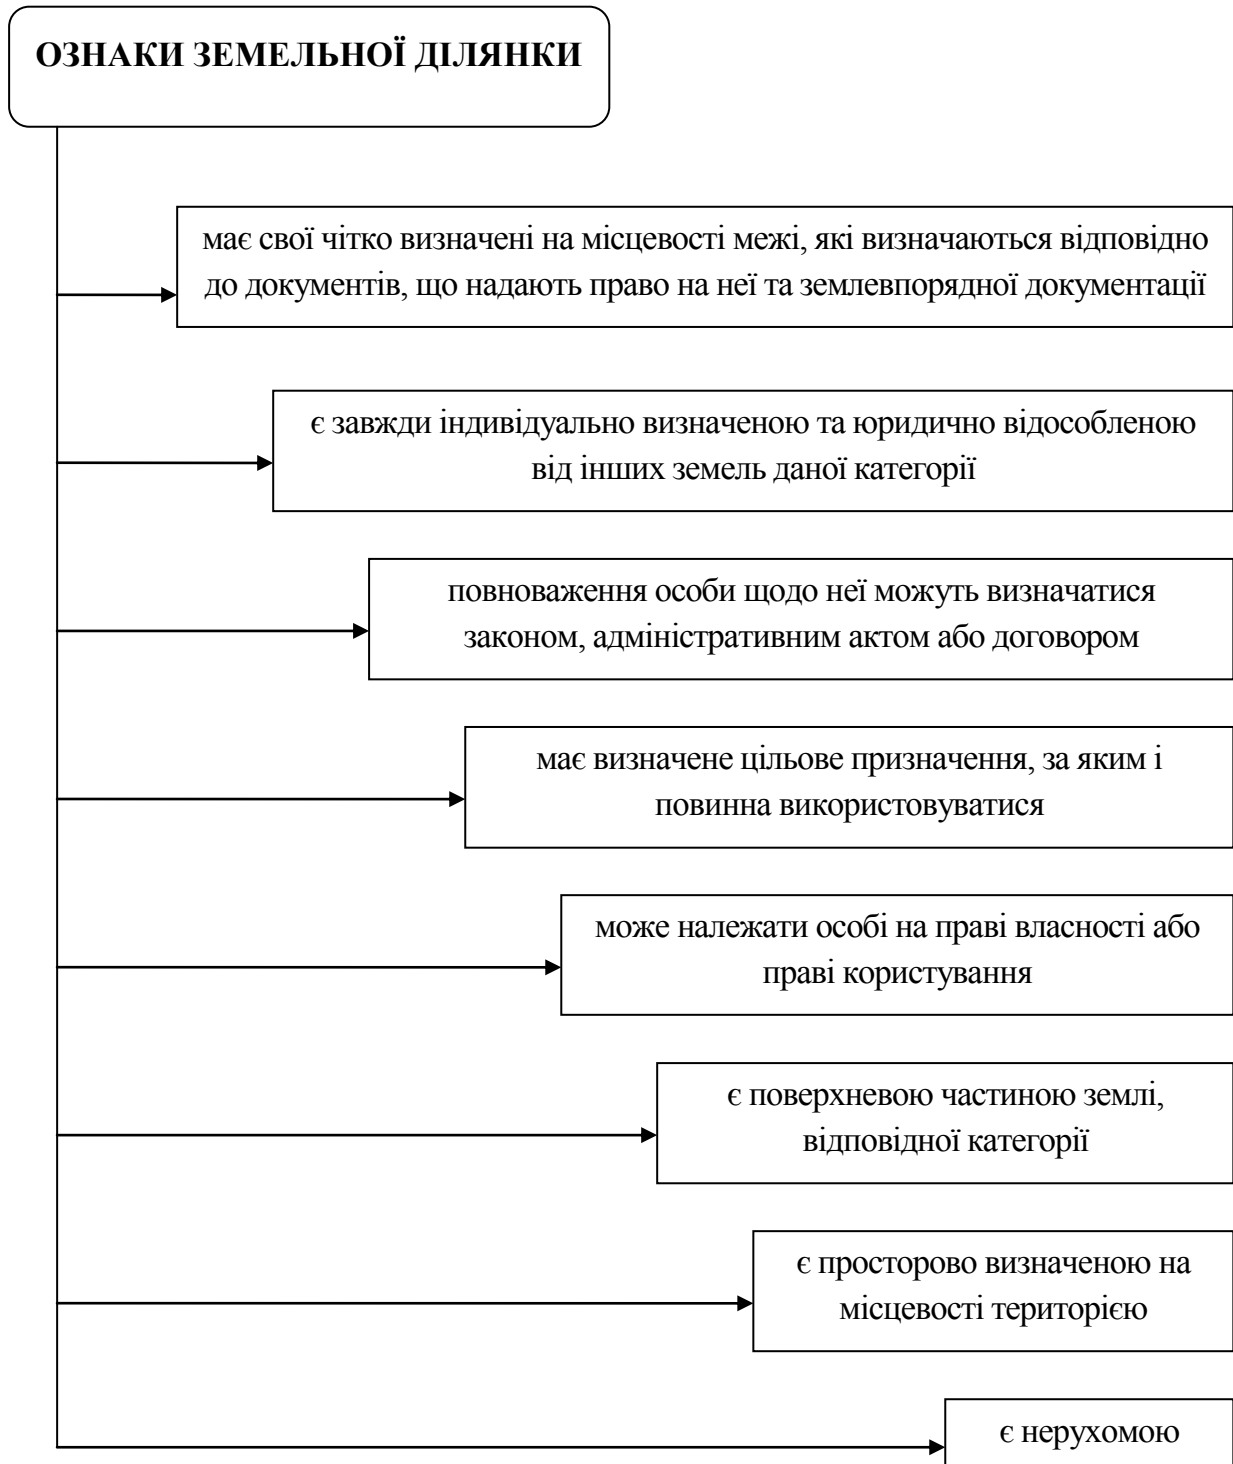 ОЗНАКИ ЗЕМЕЛЬНОЇ ДІЛЯНКИ
має свої чітко визначені на місцевості межі, які визначаються відповідно
до документів, що надають право на неї та землевпорядної документації
є завжди індивідуально визначеною та юридично відособленою
від інших земель даної категорії
повноваження особи щодо неї можуть визначатися
законом, адміністративним актом або договором
має визначене цільове призначення, за яким і
повинна використовуватися
може належати особі на праві власності або
праві користування
є поверхневою частиною землі,
відповідної категорії
є просторово визначеною на
місцевості територією
є нерухомою